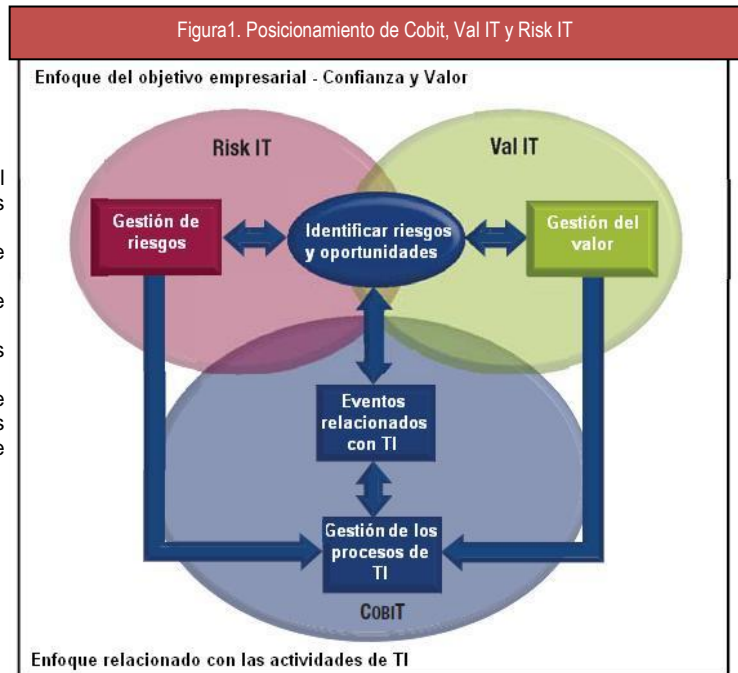 Figura1. Posicionamiento de Cobit, Val IT y Risk IT
Enfoque del objetivo empresarial - Confianza y Valor
Risk IT
Val IT
Gestión de
riesgos
Identificar riesgos
y oportunidades
Gestión del
valor
Eventos
relacionados
con TI
Gestión de los
procesos de
TI
COBIT
Enfoque relacionado con las actividades de TI
l
s
e
e
s
e
s
e